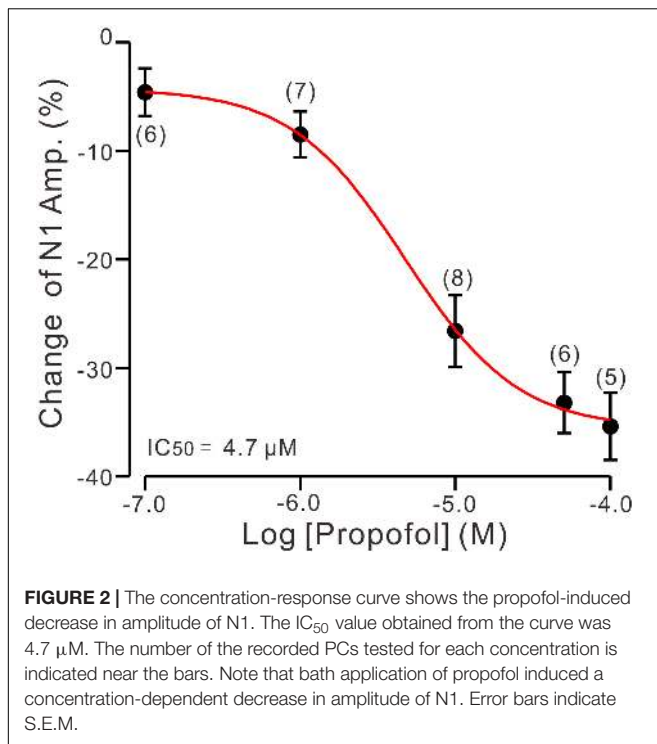 0
(7)
(6)
-10
Change of N1 Amp. (%)
-20
(8)
(6)
(5)
-30
IC50 = 4.7 μM
-40
-7.0 -6.0 -5.0 -4.0
Log [Propofol] (M)
FIGURE 2 | The concentration-response curve shows the propofol-induced
decrease in amplitude of N1. The IC50 value obtained from the curve was
4.7 μM. The number of the recorded PCs tested for each concentration is
indicated near the bars. Note that bath application of propofol induced a
concentration-dependent decrease in amplitude of N1. Error bars indicate
S.E.M.